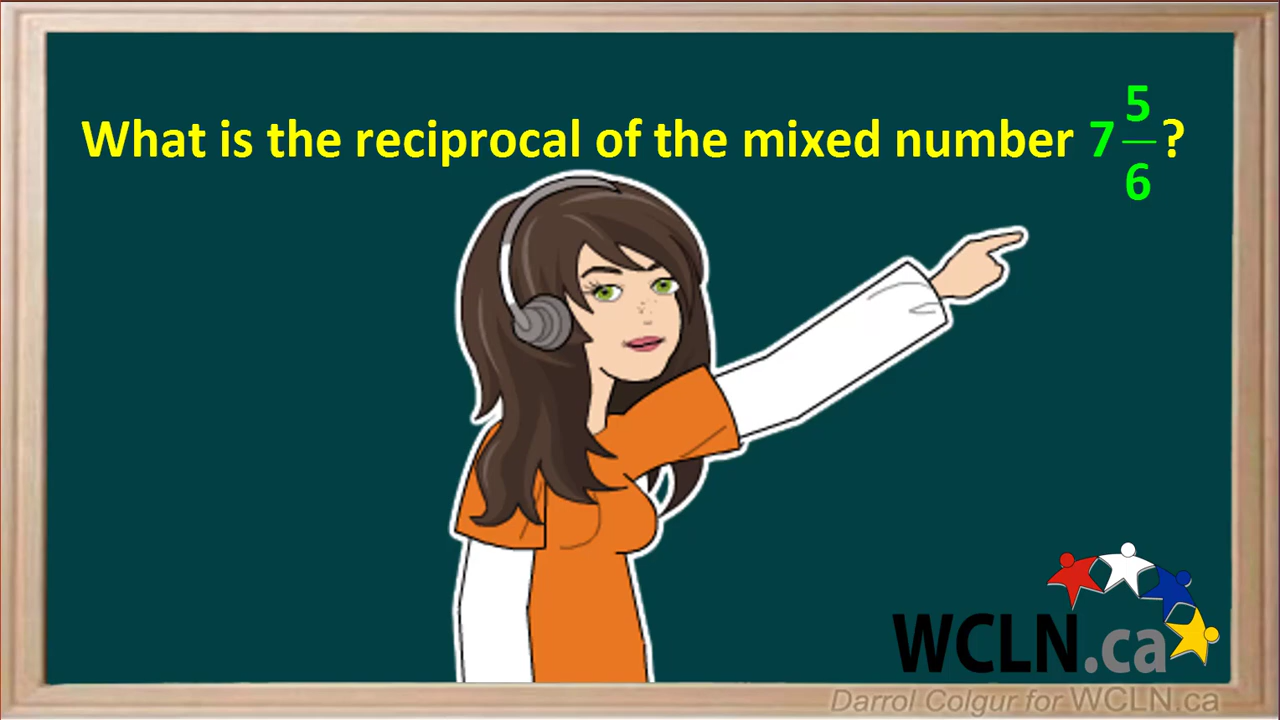 What is the reciprocal of the mixed number 7 5/6?
WCLN.ca
Darrol Colgur for WCLN.ca